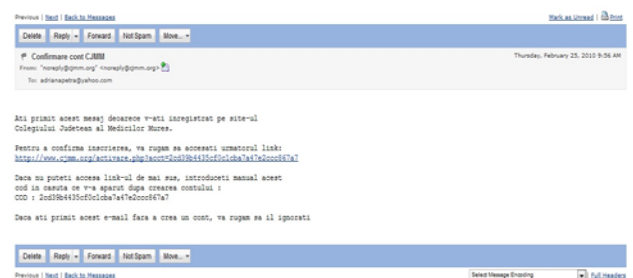 Previous | Next | Back to Messages
Mark as Unread | Print
Delete Reply Forward Not Spam Move...
Confirmare cont CJMM
Thursday, February 25, 2010 9:56 AM
From: "noreply@cjmm.org" <noreply@cjmm.org>
To: adrianapetra@yahoo.com
Ati primit acest mesaj deoarece v-ati inregistrat pe site-ul
Colegiului Judetean al Medicilor Mures.
Pentru a confirma inscrierea, va rugam sa accesati urmatorul link:
http://www.cjmm.org/activare.php?acct=2cd39b4435cf0c1cba7a47e2ccc867a7
Daca nu puteti accesa link-ul de mai sus, introduceti manual acest
cod in casuta ce v-a aparut dupa crearea contului :
COD : 2cd39b4435cf0c1cba7a47e2ccc867a7
Daca ati primit acest e-mail fara a crea un cont, va rugam sa il ignorati
Delete Reply Forward Not Spam Move...
Previous | Next | Back to Messages
Select Message Encoding
Full Headers